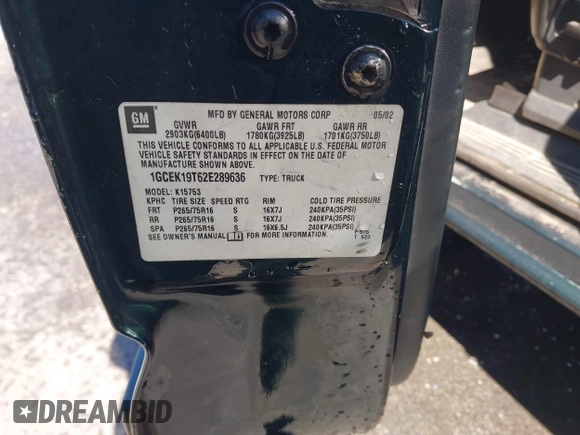 GM
MFD BY GENERAL MOTORS CORP 05/02
GVWR GAWR FRT GAWR RR
2903KG(6400LB) 1780KG(3925LB) 1701KG(3750LB)
THIS VEHICLE CONFORMS TO ALL APPLICABLE U.S. FEDERAL MOTOR
VEHICLE SAFETY STANDARDS IN EFFECT ON THE DATE OF
MANUFACTURE SHOWN ABOVE.
1GCEK19T62E289636 TYPE: TRUCK
MODEL: K15753
KPHC TIRE SIZE SPEED RTG RIM COLD TIRE PRESSURE
FRT P265/75R16 S 16X7J 240KPA(35PSI)
RR P265/75R16 S 16X7J 240KPA(35PSI)
SPA P265/75R16 S 16X6.5J 240KPA(35PSI)
SEE OWNER'S MANUAL FOR MORE INFORMATION.
DREAMBID